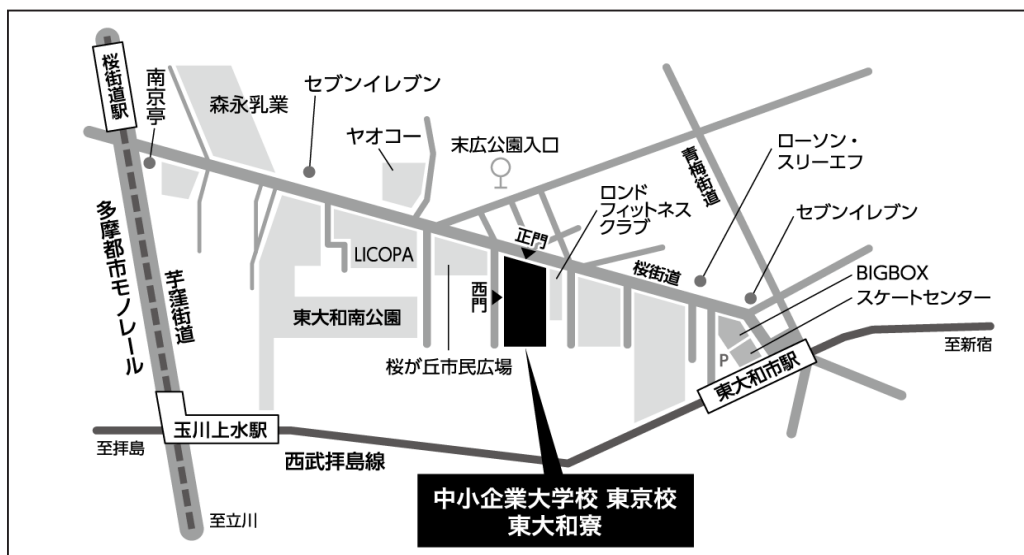 桜街道駅
南京亭
森永乳業
セブンイレブン
ヤオコー
末広公園入口
ロンド
フィットネス
クラブ
青梅街道
ローソン・
スリーエフ
セブンイレブン
BIGBOX
スケートセンター
多摩都市モノレール
芋窪街道
LICOPA
正門
桜街道
西門
東大和南公園
桜が丘市民広場
P
東大和市駅
至新宿
玉川上水駅
至拝島
西武拝島線
至立川
中小企業大学校 東京校
東大和寮